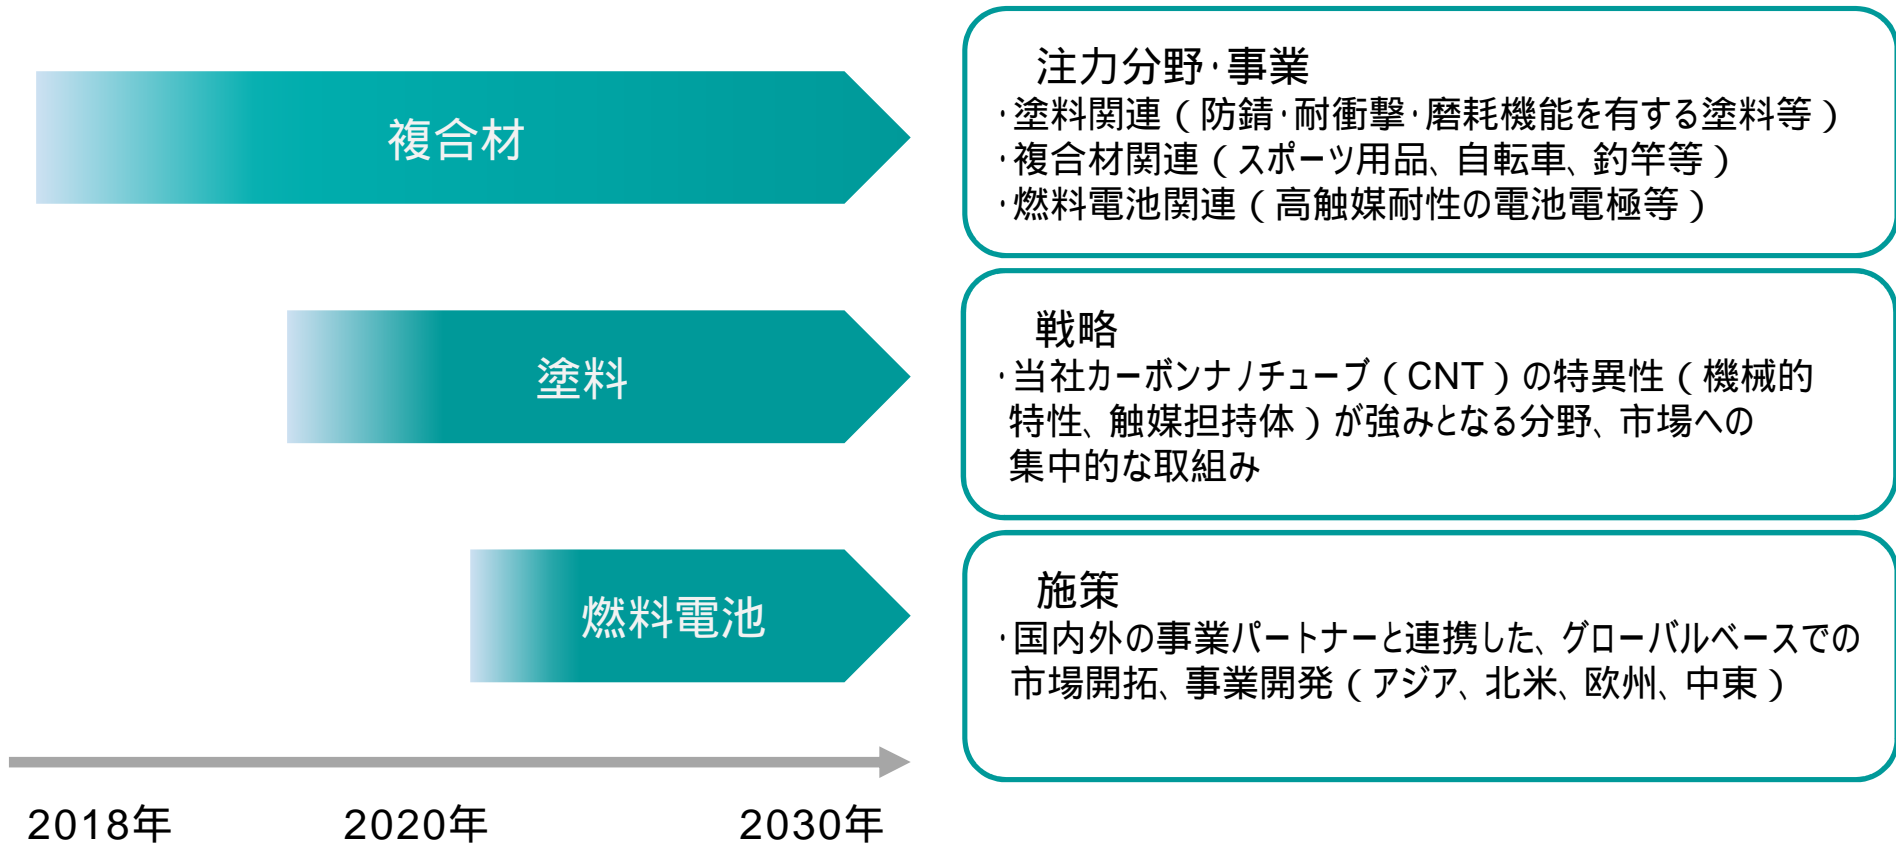 複合材
塗料
燃料電池
2018年
2020年
2030年
注力分野・事業
・塗料関連（防錆・耐衝撃・磨耗機能を有する塗料等）
・複合材関連（スポーツ用品、自転車、釣竿等）
・燃料電池関連（高触媒耐性の電池電極等）
戦略
・当社カーボンナノチューブ（CNT）の特異性（機械的
特性、触媒担持体）が強みとなる分野、市場への
集中的な取組み
施策
・国内外の事業パートナーと連携した、グローバルベースでの
市場開拓、事業開発（アジア、北米、欧州、中東）